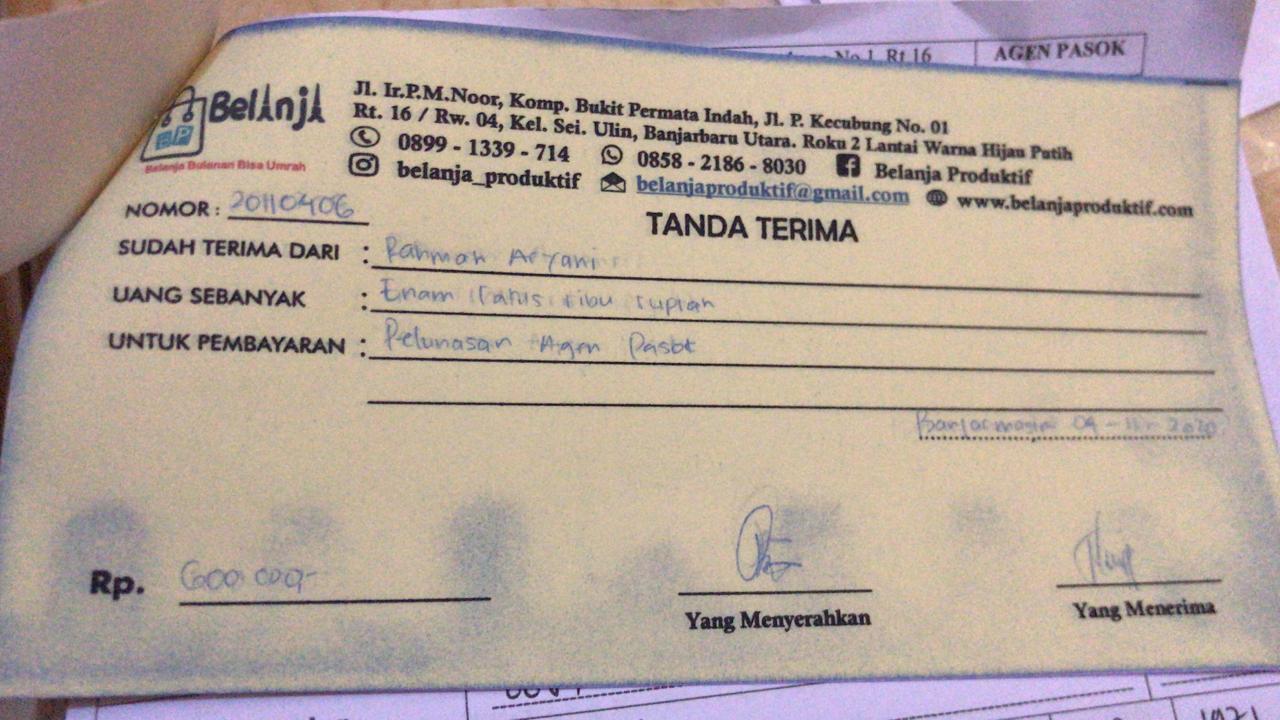 No.1, Rt.16
AGEN PASOK
Belanja
BP
Belanja Bulanan Bisa Umrah
Jl. Ir.P.M.Noor, Komp. Bukit Permata Indah, Jl. P. Kecubung No. 01
Rt. 16 / Rw. 04, Kel. Sei. Ulin, Banjarbaru Utara. Roku 2 Lantai Warna Hijau Putih
0899 - 1339 - 714 0858 - 2186 - 8030 Belanja Produktif
belanja_produktif belanjaproduktif@gmail.com www.belanjaproduktif.com
NOMOR : 20110406
TANDA TERIMA
SUDAH TERIMA DARI : Rahmah Aryani
UANG SEBANYAK : Enam ratus ribu rupiah
UNTUK PEMBAYARAN : Pelunasan Agen Pasok
Banjarmasin 04 - 11 - 2020
Rp. 600.000,-
Yang Menyerahkan
Yang Menerima